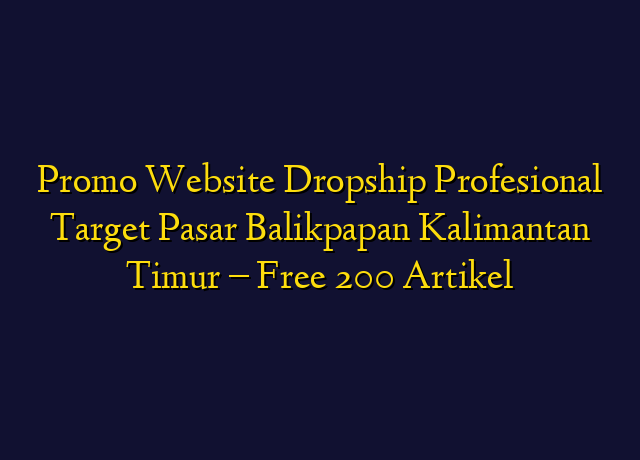 Promo Website Dropship Profesional
Target Pasar Balikpapan Kalimantan
Timur – Free 200 Artikel